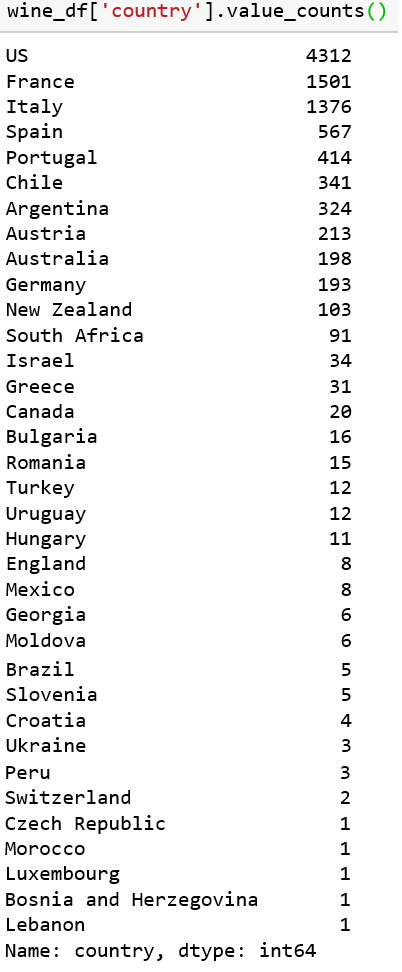 wine_df['country'].value_counts()
US 4312
France 1501
Italy 1376
Spain 567
Portugal 414
Chile 341
Argentina 324
Austria 213
Australia 198
Germany 193
New Zealand 103
South Africa 91
Israel 34
Greece 31
Canada 20
Bulgaria 16
Romania 15
Turkey 12
Uruguay 12
Hungary 11
England 8
Mexico 8
Georgia 6
Moldova 6
Brazil 5
Slovenia 5
Croatia 4
Ukraine 3
Peru 3
Switzerland 2
Czech Republic 1
Morocco 1
Luxembourg 1
Bosnia and Herzegovina 1
Lebanon 1
Name: country, dtype: int64